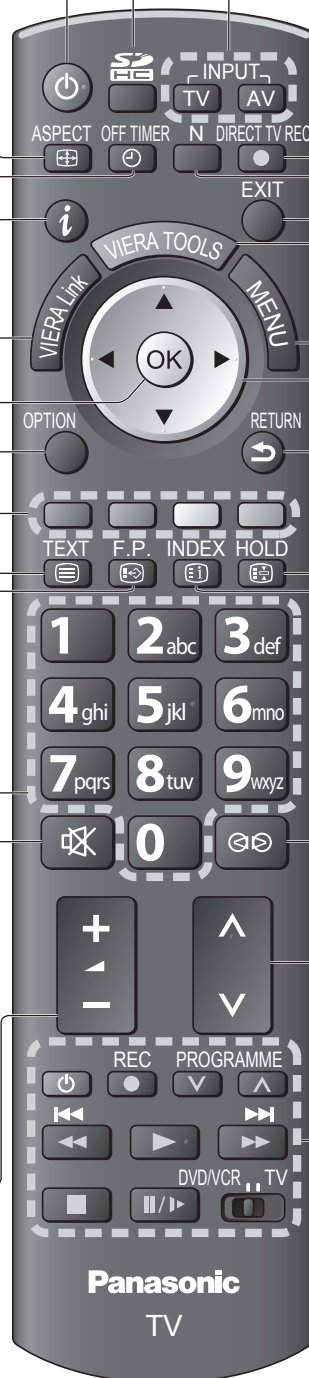 SD
HC
INPUT
TV AV
ASPECT OFF TIMER N DIRECT TV REC
EXIT
i
VIERA TOOLS
VIERA Link
MENU
OK
OPTION
RETURN
TEXT F.P. INDEX HOLD
1 2abc 3def
4ghi 5jkl 6mno
7pqrs 8tuv 9wxyz
0
+
−
REC PROGRAMME
DVD/VCR TV
Panasonic
TV